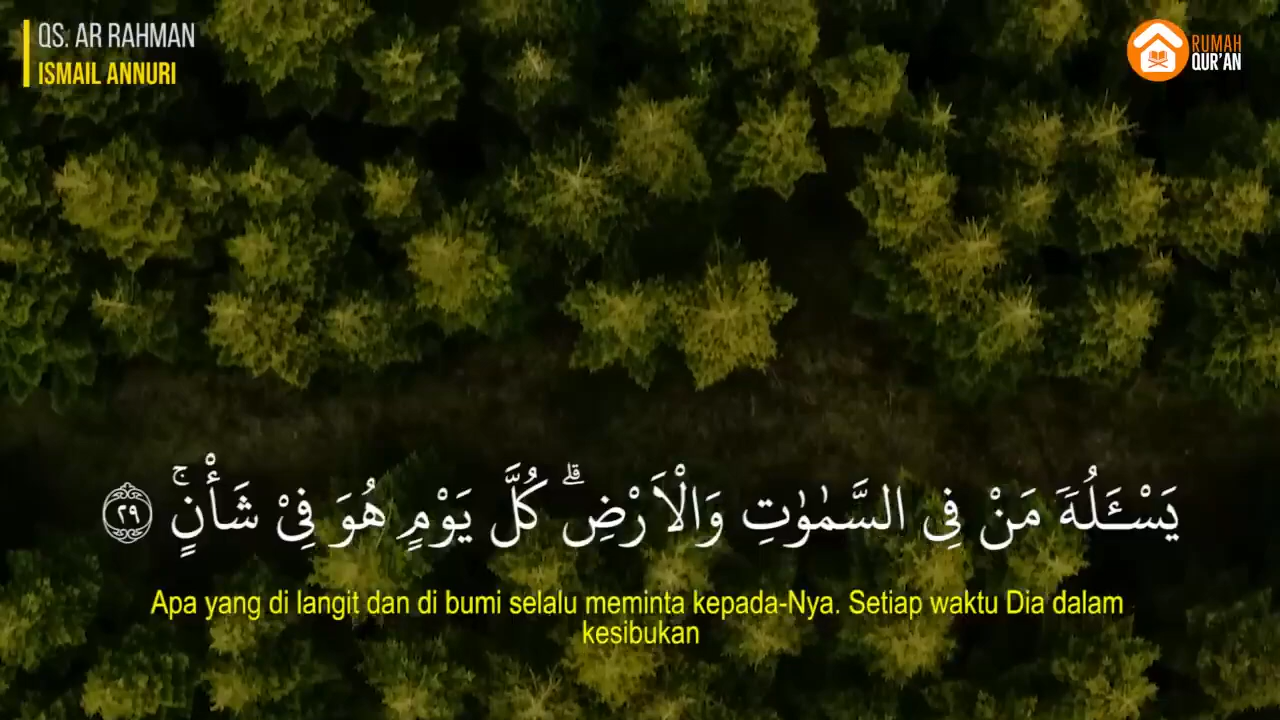 QS. AR RAHMAN
ISMAIL ANNURI
RUMAH
QUR'AN
يَسْـَٔلُهٗ مَنْ فِى السَّمٰوٰتِ وَالْاَرْضِۗ كُلَّ يَوْمٍ هُوَ فِيْ شَأْنٍۚ ٢٩
Apa yang di langit dan di bumi selalu meminta kepada-Nya. Setiap waktu Dia dalam
kesibukan